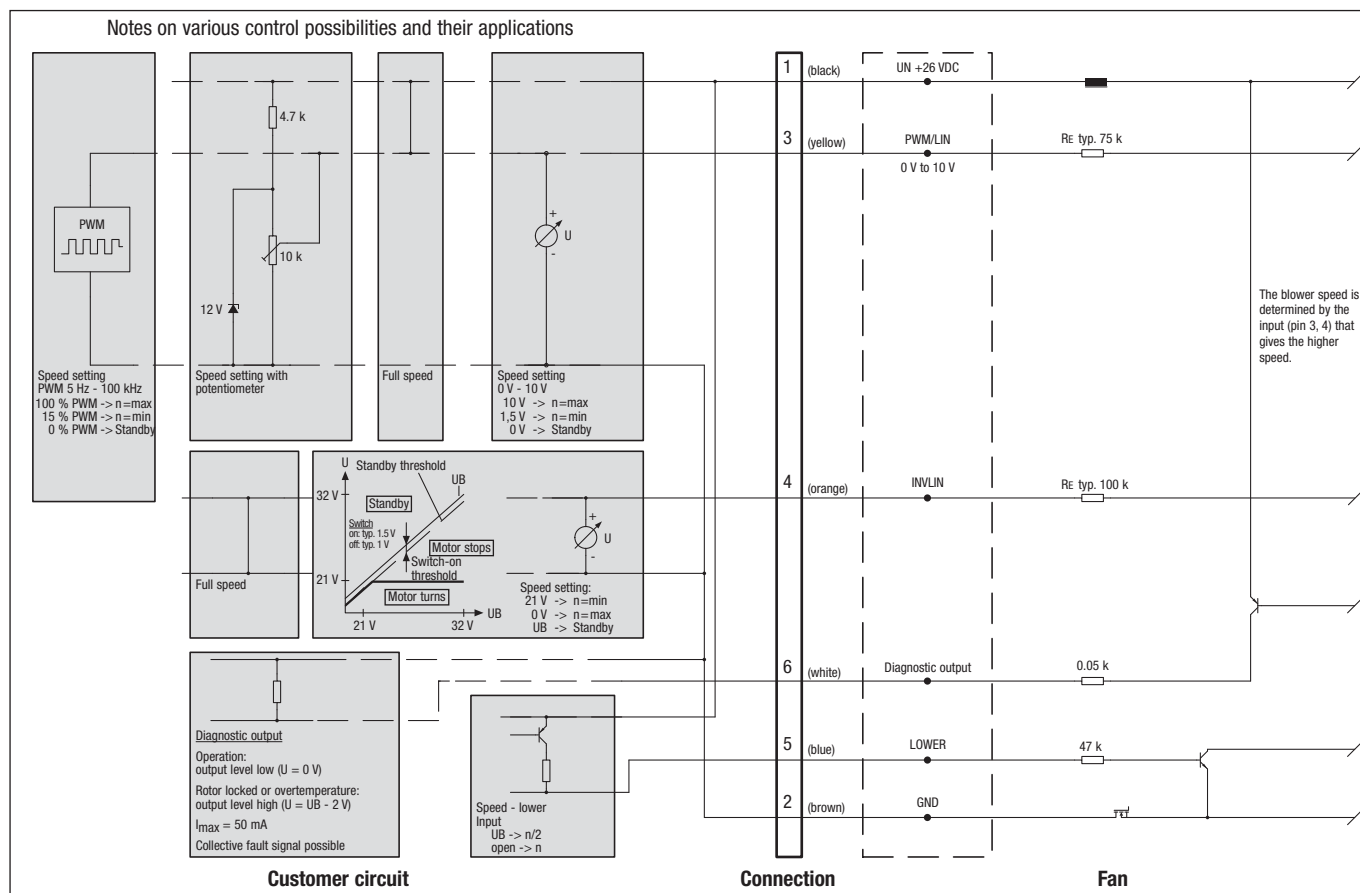 Notes on various control possibilities and their applications
PWM
Speed setting
PWM 5 Hz - 100 kHz
100 % PWM -> n=max
15 % PWM -> n=min
0 % PWM -> Standby
4.7 k
10 k
12 V
Speed setting with
potentiometer
Full speed
+
U
-
Speed setting
0 V - 10 V
10 V -> n=max
1,5 V -> n=min
0 V -> Standby
Full speed
U
32 V
21 V
Standby threshold
UB
Standby
Switch
on: typ. 1.5 V
off: typ. 1 V
Motor stops
Switch-on
threshold
Motor turns
UB
21 V
32 V
+
U
-
Speed setting:
21 V -> n=min
0 V -> n=max
UB -> Standby
Diagnostic output
Operation:
output level low (U = 0 V)
Rotor locked or overtemperature:
output level high (U = UB - 2 V)
Imax = 50 mA
Collective fault signal possible
Speed - lower
Input
UB -> n/2
open -> n
1 (black) UN +26 VDC
3 (yellow) PWM/LIN RE typ. 75 k
0 V to 10 V
The blower speed is
determined by the
input (pin 3, 4) that
gives the higher
speed.
4 (orange) INVLIN RE typ. 100 k
6 (white) Diagnostic output 0.05 k
5 (blue) LOWER 47 k
2 (brown) GND
Customer circuit Connection Fan